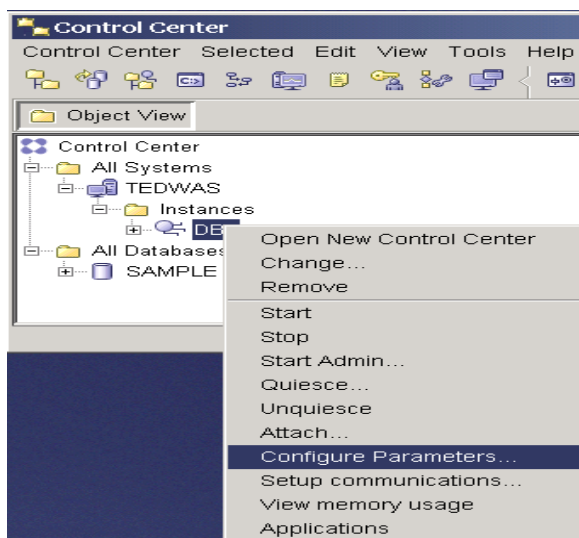 Control Center
Control Center Selected Edit View Tools Help
Object View
Control Center
All Systems
TEDWAS
Instances
DB
All Databases
SAMPLE
Open New Control Center
Change...
Remove
Start
Stop
Start Admin...
Quiesce...
Unquiesce
Attach...
Configure Parameters...
Setup communications...
View memory usage
Applications